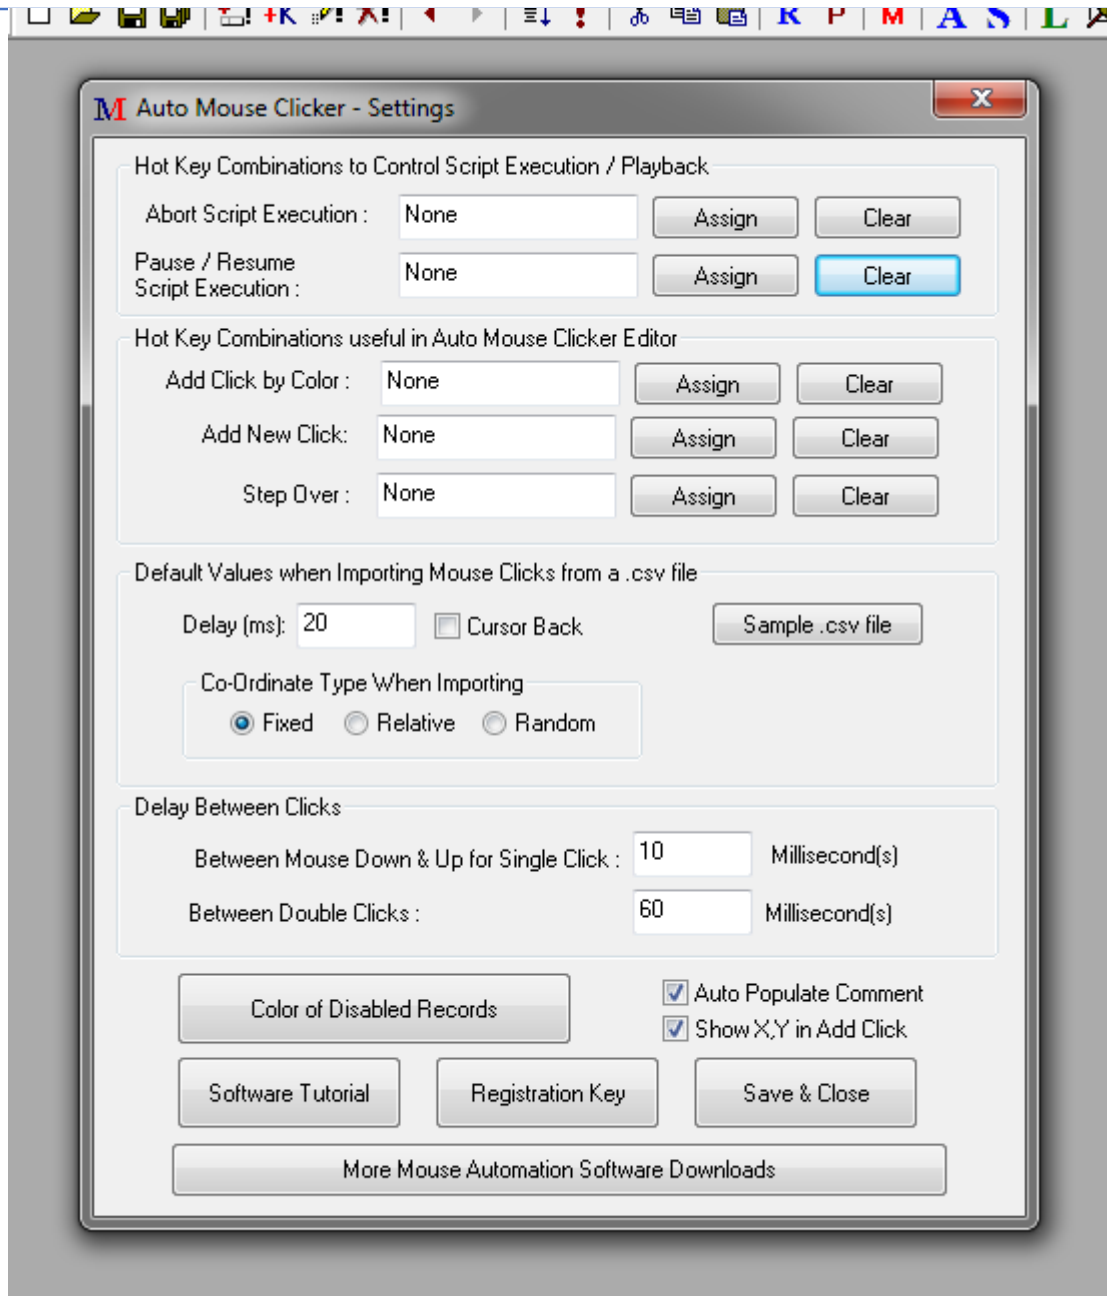 +K
R P M A S L
M Auto Mouse Clicker - Settings
x
Hot Key Combinations to Control Script Execution / Playback
Abort Script Execution : None Assign Clear
Pause / Resume
Script Execution : None Assign Clear
Hot Key Combinations useful in Auto Mouse Clicker Editor
Add Click by Color : None Assign Clear
Add New Click: None Assign Clear
Step Over : None Assign Clear
Default Values when Importing Mouse Clicks from a .csv file
Delay (ms): 20 Cursor Back Sample .csv file
Co-Ordinate Type When Importing
Fixed Relative Random
Delay Between Clicks
Between Mouse Down & Up for Single Click : 10 Millisecond(s)
Between Double Clicks : 60 Millisecond(s)
Color of Disabled Records Auto Populate Comment
Show X,Y in Add Click
Software Tutorial Registration Key Save & Close
More Mouse Automation Software Downloads